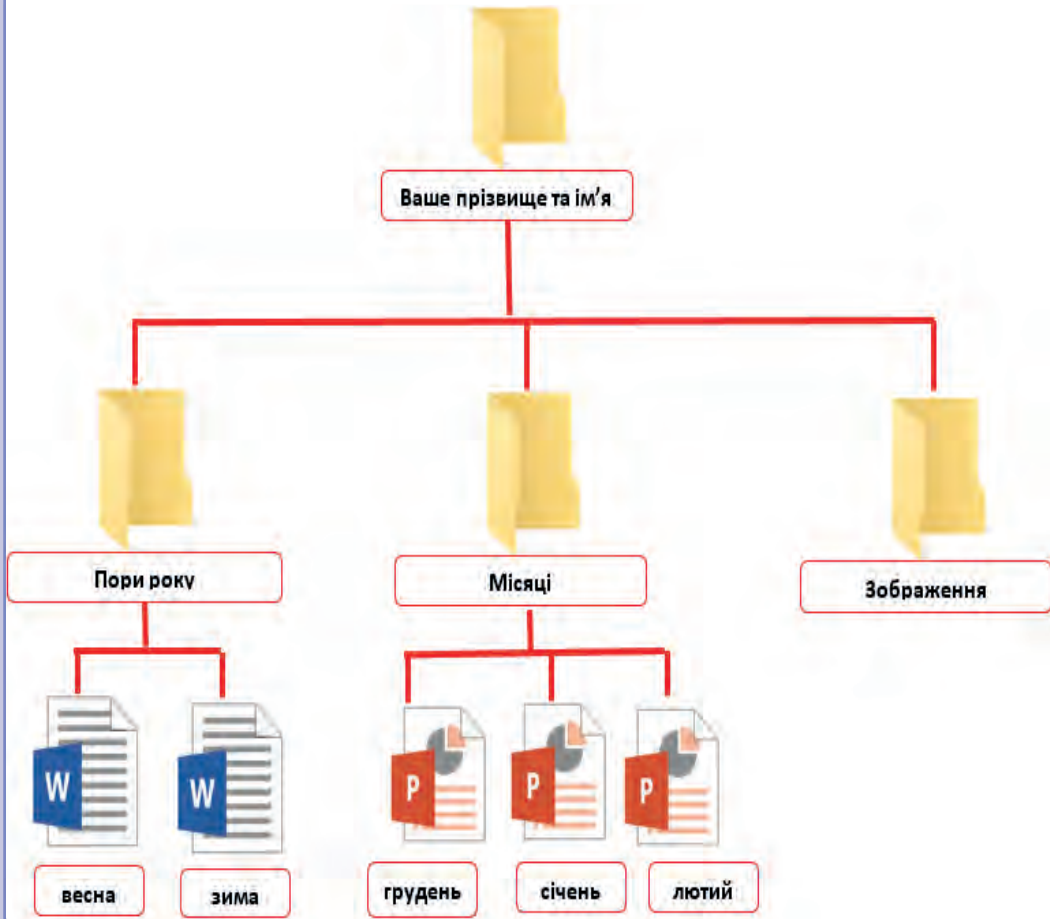 Ваше прізвище та ім’я
Пори року
Місяці
Зображення
W
W
P
P
P
весна
зима
грудень
січень
лютий